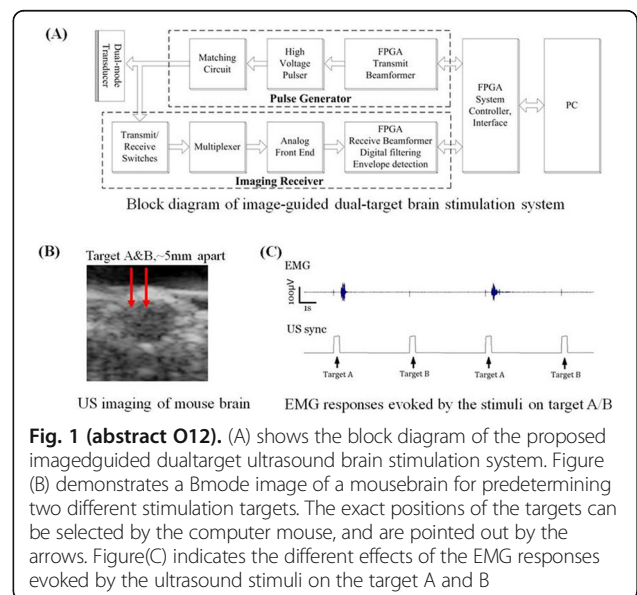 (A)
Dual-mode
Transducer
Matching
Circuit
High
Voltage
Pulser
FPGA
Transmit
Beamformer
Pulse Generator
FPGA
System
Controller,
Interface
PC
Transmit/
Receive
Switches
Multiplexer
Analog
Front End
FPGA
Receive Beamformer
Digital filtering
Envelope detection
Imaging Receiver
Block diagram of image-guided dual-target brain stimulation system
(B)
Target A&B,~5mm apart
US imaging of mouse brain
(C)
EMG
100μV
1s
US sync
Target A
Target B
Target A
Target B
EMG responses evoked by the stimuli on target A/B
Fig. 1 (abstract O12). (A) shows the block diagram of the proposed
imagedguided dualtarget ultrasound brain stimulation system. Figure
(B) demonstrates a Bmode image of a mousebrain for predetermining
two different stimulation targets. The exact positions of the targets can
be selected by the computer mouse, and are pointed out by the
arrows. Figure(C) indicates the different effects of the EMG responses
evoked by the ultrasound stimuli on the target A and B